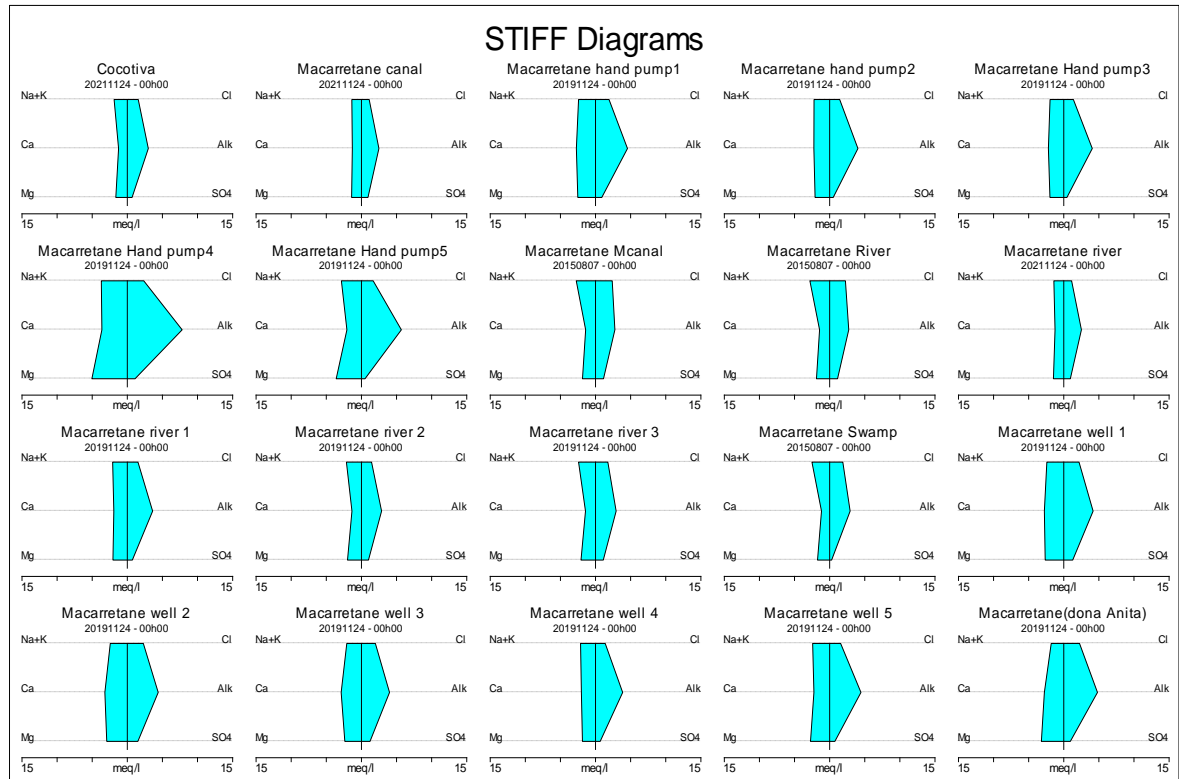 STIFF Diagrams
Cocotiva
20211124 - 00h00
Na+K Cl
Ca Alk
Mg SO4
15 meq/l 15
Macarretane canal
20211124 - 00h00
Na+K Cl
Ca Alk
Mg SO4
15 meq/l 15
Macarretane hand pump1
20191124 - 00h00
Na+K Cl
Ca Alk
Mg SO4
15 meq/l 15
Macarretane hand pump2
20191124 - 00h00
Na+K Cl
Ca Alk
Mg SO4
15 meq/l 15
Macarretane Hand pump3
20191124 - 00h00
Na+K Cl
Ca Alk
Mg SO4
15 meq/l 15
Macarretane Hand pump4
20191124 - 00h00
Na+K Cl
Ca Alk
Mg SO4
15 meq/l 15
Macarretane Hand pump5
20191124 - 00h00
Na+K Cl
Ca Alk
Mg SO4
15 meq/l 15
Macarretane Mcanal
20150807 - 00h00
Na+K Cl
Ca Alk
Mg SO4
15 meq/l 15
Macarretane River
20150807 - 00h00
Na+K Cl
Ca Alk
Mg SO4
15 meq/l 15
Macarretane river
20211124 - 00h00
Na+K Cl
Ca Alk
Mg SO4
15 meq/l 15
Macarretane river 1
20191124 - 00h00
Na+K Cl
Ca Alk
Mg SO4
15 meq/l 15
Macarretane river 2
20191124 - 00h00
Na+K Cl
Ca Alk
Mg SO4
15 meq/l 15
Macarretane river 3
20191124 - 00h00
Na+K Cl
Ca Alk
Mg SO4
15 meq/l 15
Macarretane Swamp
20150807 - 00h00
Na+K Cl
Ca Alk
Mg SO4
15 meq/l 15
Macarretane well 1
20191124 - 00h00
Na+K Cl
Ca Alk
Mg SO4
15 meq/l 15
Macarretane well 2
20191124 - 00h00
Na+K Cl
Ca Alk
Mg SO4
15 meq/l 15
Macarretane well 3
20191124 - 00h00
Na+K Cl
Ca Alk
Mg SO4
15 meq/l 15
Macarretane well 4
20191124 - 00h00
Na+K Cl
Ca Alk
Mg SO4
15 meq/l 15
Macarretane well 5
20191124 - 00h00
Na+K Cl
Ca Alk
Mg SO4
15 meq/l 15
Macarretane(dona Anita)
20191124 - 00h00
Na+K Cl
Ca Alk
Mg SO4
15 meq/l 15